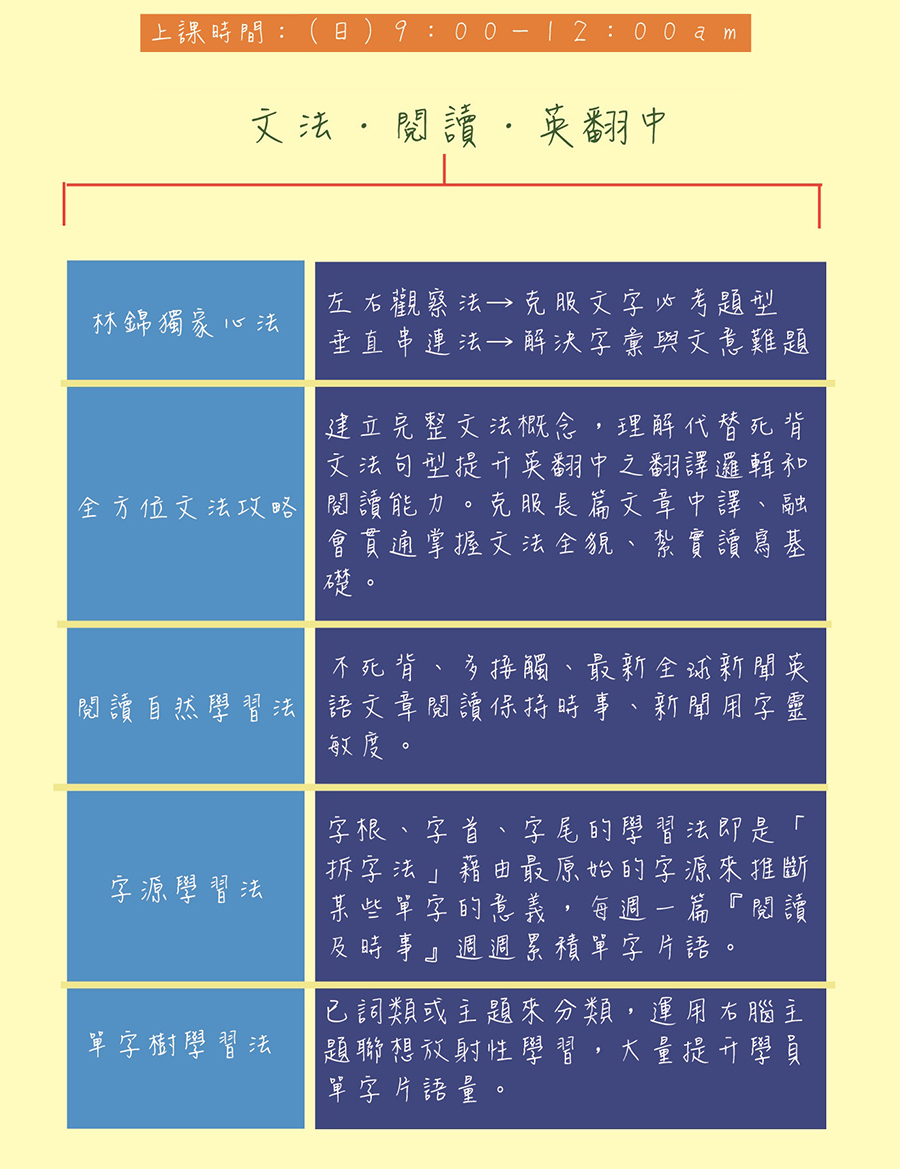 上課時間：(日)9：00－12：00am
文法・閱讀・英翻中
林錦獨家心法
左右觀察法→克服文字必考題型
垂直串連法→解決字彙與文意難題
全方位文法攻略
建立完整文法概念，理解代替死背
文法句型提升英翻中之翻譯邏輯和
閱讀能力。克服長篇文章中譯、融
會貫通掌握文法全貌、紮實讀寫基
礎。
閱讀自然學習法
不死背、多接觸、最新全球新聞英
語文章閱讀保持時事、新聞用字靈
敏度。
字源學習法
字根、字首、字尾的學習法即是「
拆字法」藉由最原始的字源來推斷
某些單字的意義，每週一篇『閱讀
及時事』週週累積單字片語。
單字樹學習法
已詞類或主題來分類，運用右腦主
題聯想放射性學習，大量提升學員
單字片語量。